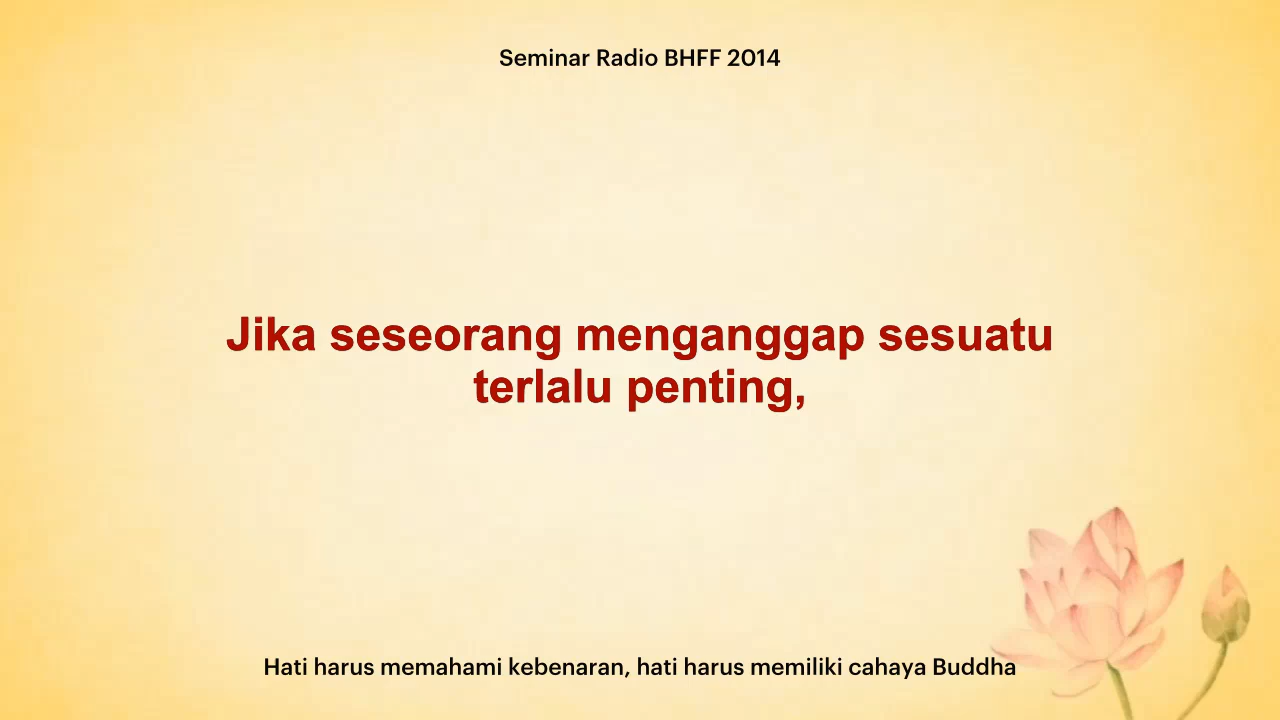 Seminar Radio BHFF 2014
Jika seseorang menganggap sesuatu
terlalu penting,
Hati harus memahami kebenaran, hati harus memiliki cahaya Buddha